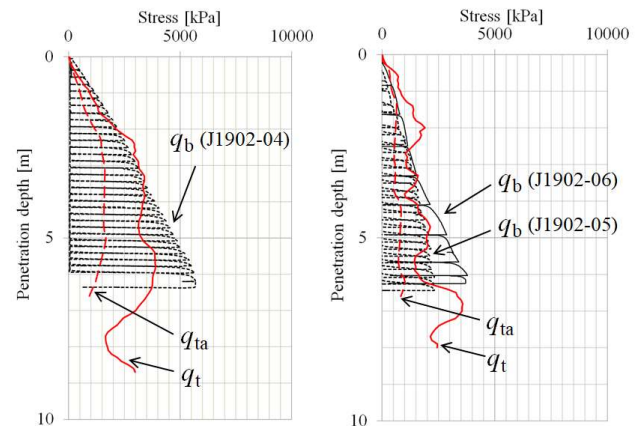 Stress [kPa]
0 5000 10000
0
5
10
Penetration depth [m]
qb (J1902-04)
qta
qt
Stress [kPa]
0 5000 10000
0
5
10
Penetration depth [m]
qb (J1902-06)
qb (J1902-05)
qta
qt